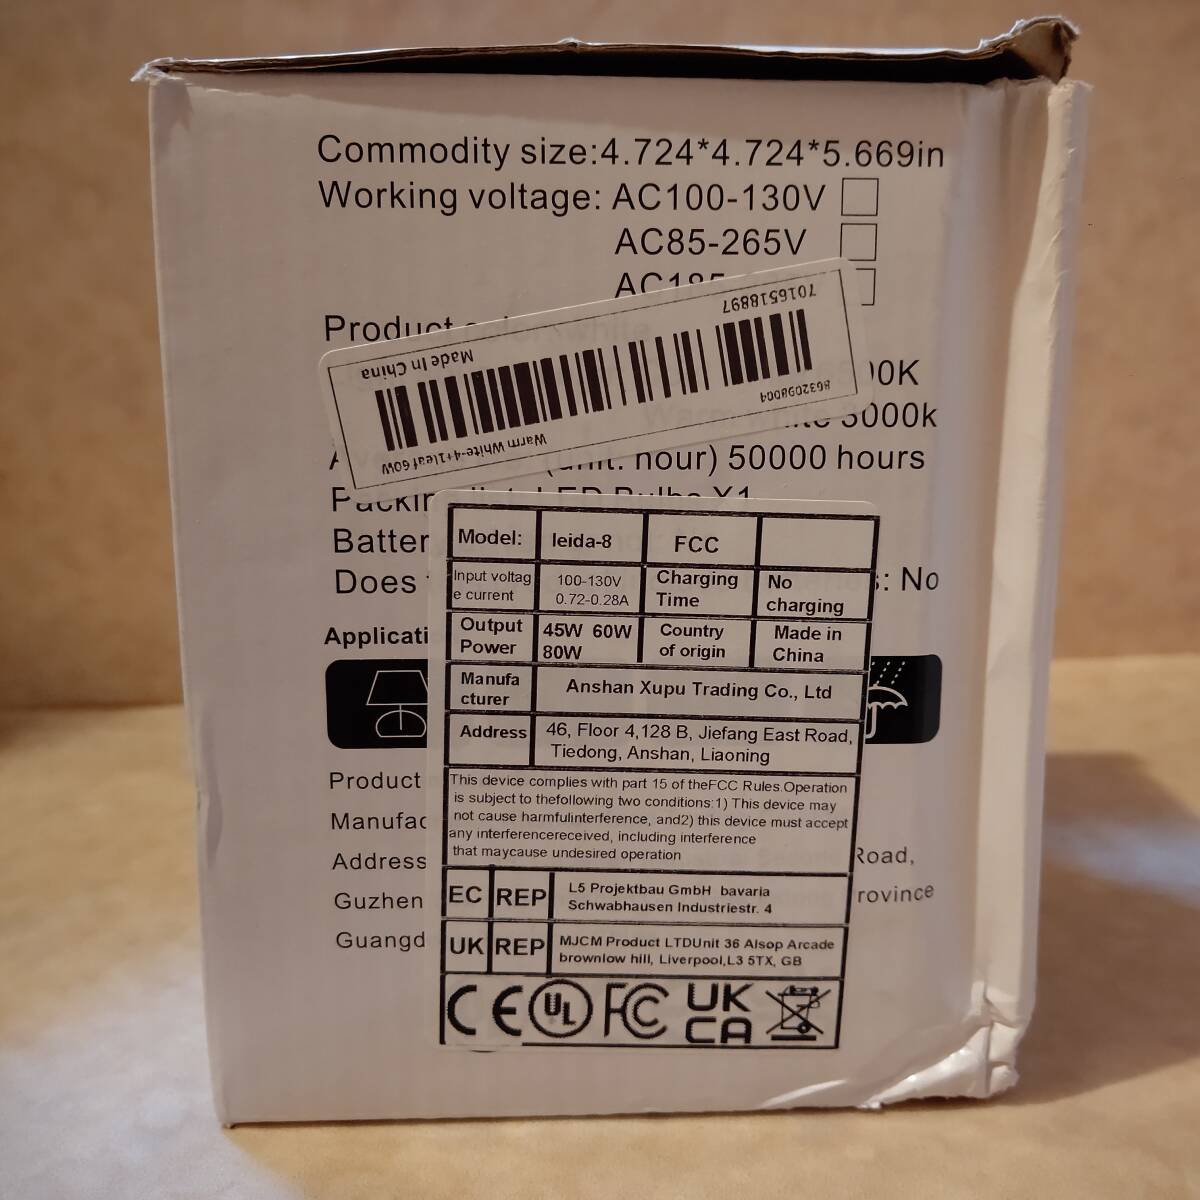 Commodity size:4.724*4.724*5.669in
Working voltage: AC100-130V
AC85-265V
7016518897
Made In China
8632098004
Warm White-4+1leaf 60W
3000k
hour) 50000 hours
Model: leida-8 FCC
: No
Input voltag
e current
100-130V
0.72-0.28A
Charging
Time
No
charging
Output
Power
45W 60W
80W
Country
of origin
Made in
China
Manufa
cturer
Anshan Xupu Trading Co., Ltd
Address
46, Floor 4,128 B, Jiefang East Road,
Tiedong, Anshan, Liaoning
This device complies with part 15 of theFCC Rules.Operation
is subject to thefollowing two conditions:1) This device may
not cause harmfulinterference, and2) this device must accept
any interferencereceived, including interference
that maycause undesired operation
EC REP
L5 Projektbau GmbH bavaria
Schwabhausen Industriestr. 4
UK REP
MJCM Product LTDUnit 36 Alsop Arcade
brownlow hill, Liverpool,L3 5TX, GB
CE UL FC UK
CA
Does
Product
Address
Road,
Guzhen